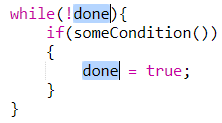 while(!done){
    if(someCondition())
    {
        done = true;
    }
}